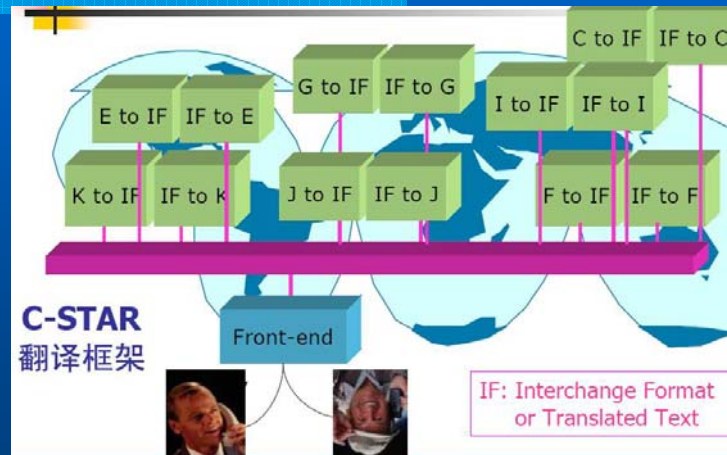 C to IF
IF to C
G to IF
IF to G
I to IF
IF to I
E to IF
IF to E
K to IF
IF to K
J to IF
IF to J
F to IF
IF to F
C-STAR
翻译框架
Front-end
IF: Interchange Format
or Translated Text